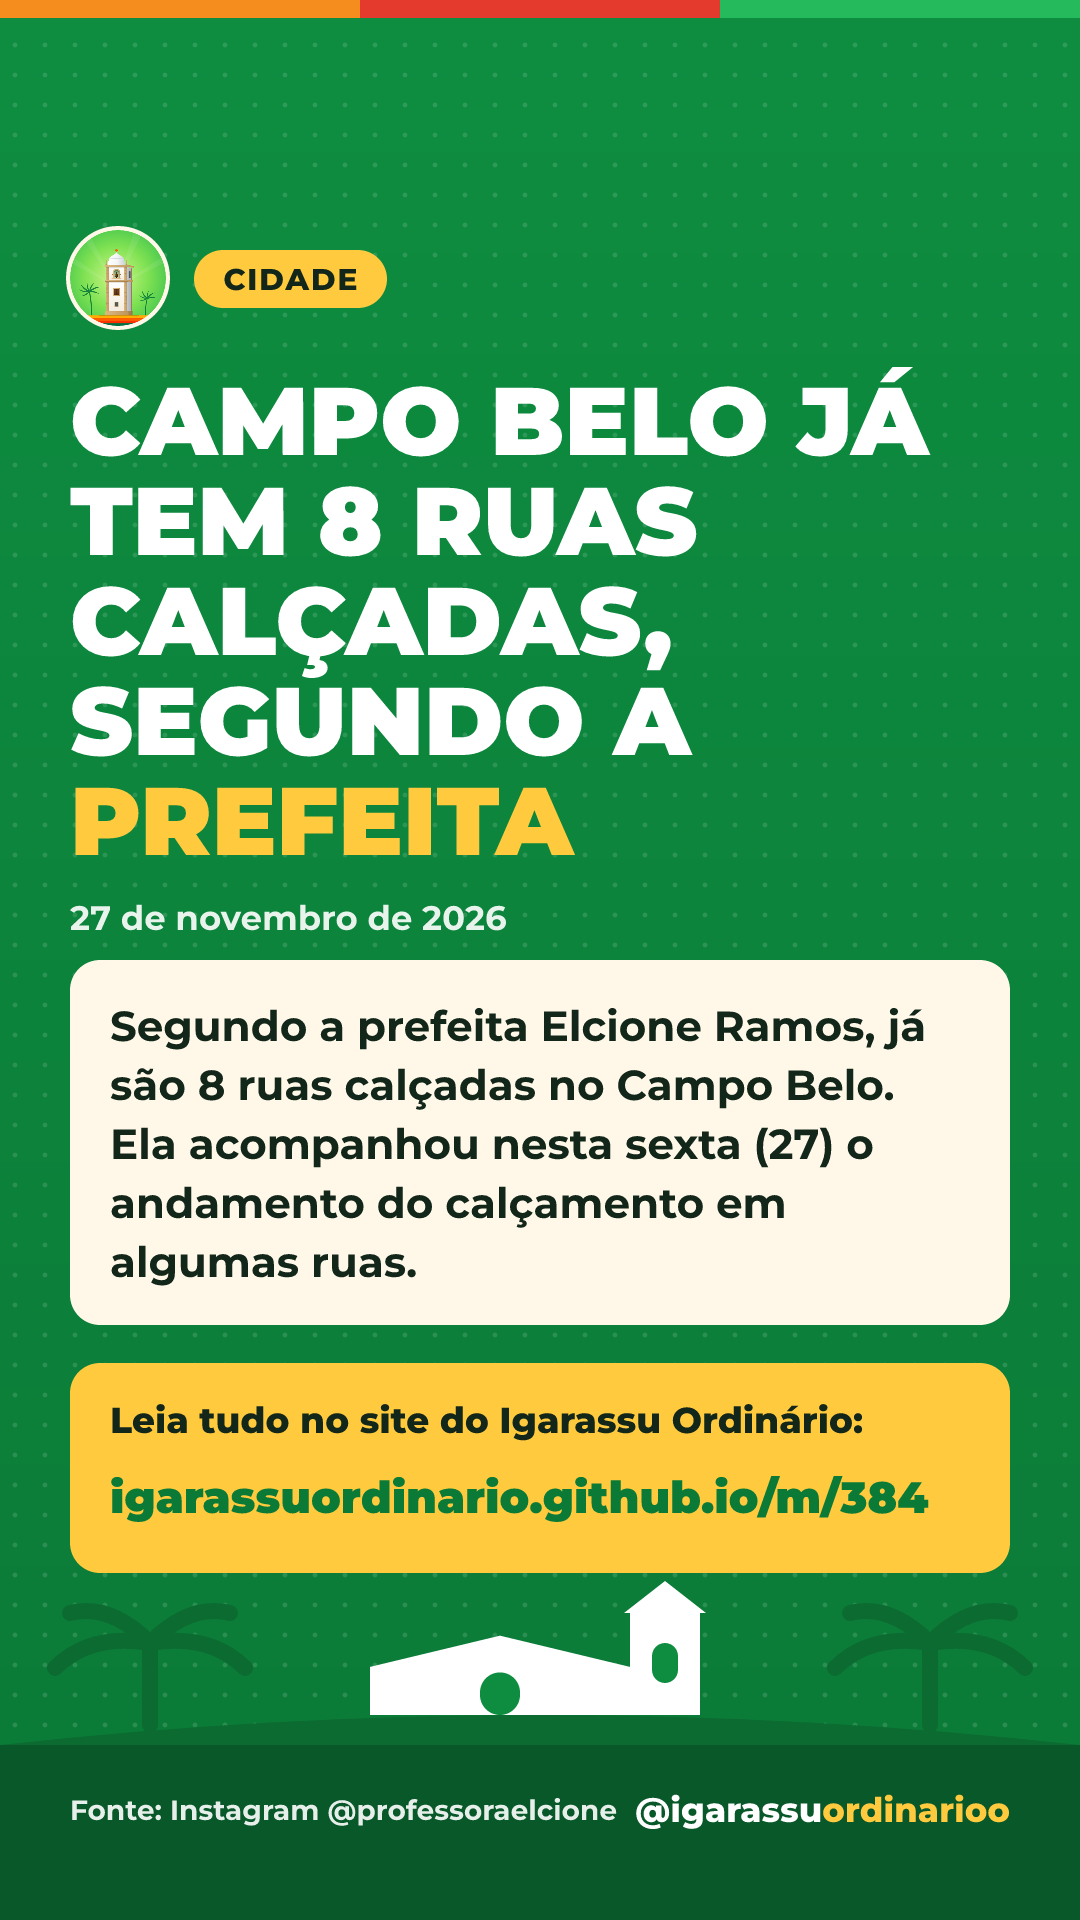 CIDADE
CAMPO BELO JÁ
TEM 8 RUAS
CALÇADAS,
SEGUNDO A
PREFEITA
27 de novembro de 2026
Segundo a prefeita Elcione Ramos, já
são 8 ruas calçadas no Campo Belo.
Ela acompanhou nesta sexta (27) o
andamento do calçamento em
algumas ruas.
Leia tudo no site do Igarassu Ordinário:
igarassuordinario.github.io/m/384
Fonte: Instagram @professoraelcione @igarassuordinarioo